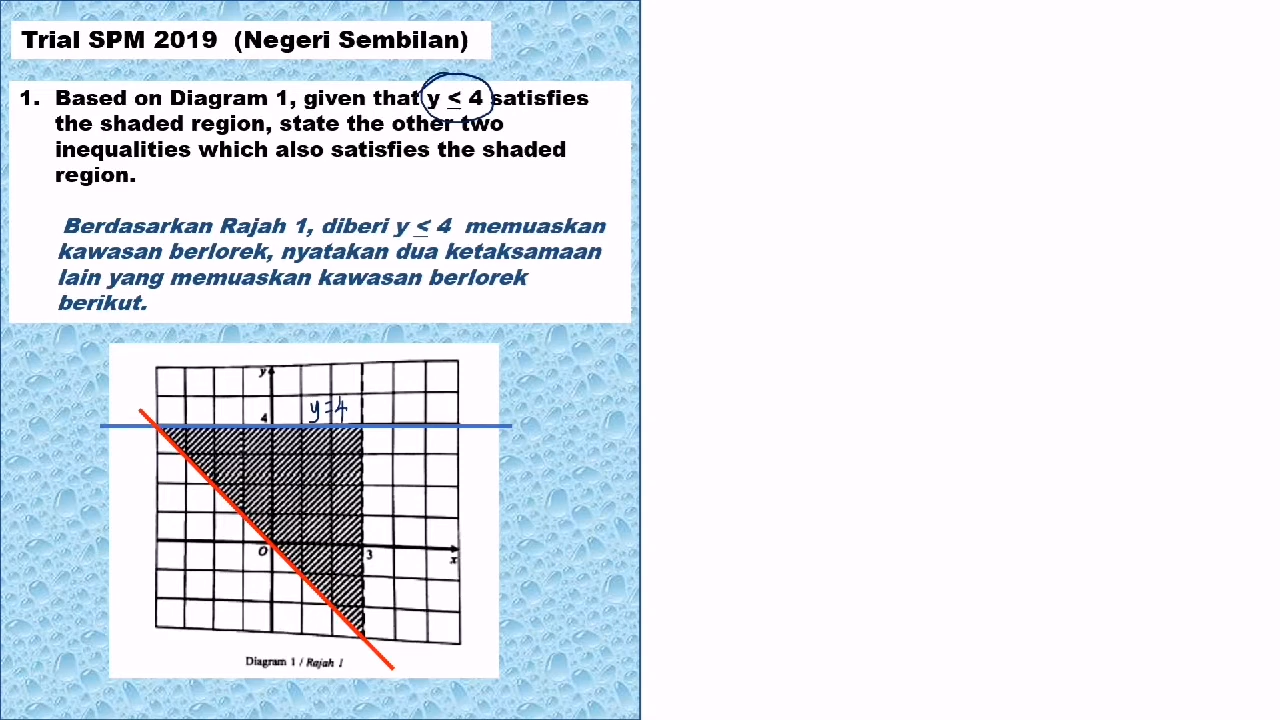 Trial SPM 2019 (Negeri Sembilan)
1. Based on Diagram 1, given that y ≤ 4 satisfies
the shaded region, state the other two
inequalities which also satisfies the shaded
region.
Berdasarkan Rajah 1, diberi y ≤ 4 memuaskan
kawasan berlorek, nyatakan dua ketaksamaan
lain yang memuaskan kawasan berlorek
berikut.
y
y=4
4
O
3
x
Diagram 1 / Rajah 1